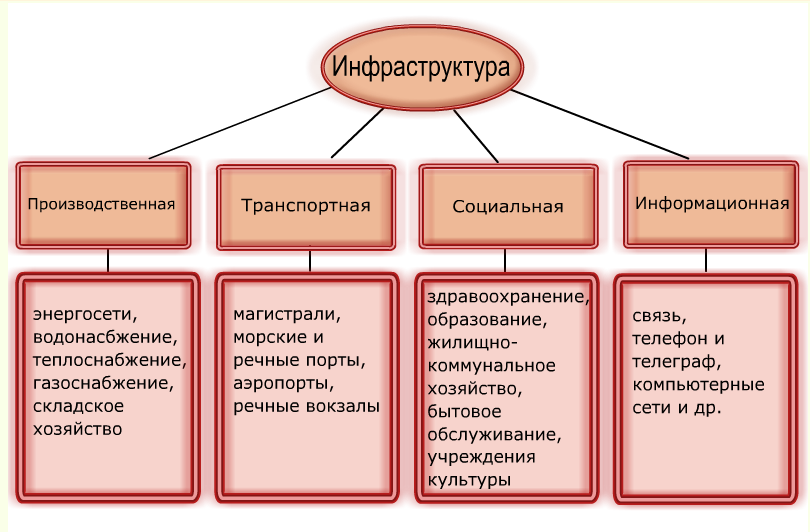 Инфраструктура
Производственная
Транспортная
Социальная
Информационная
энергосети,
водонасбжение,
теплоснабжение,
газоснабжение,
складское
хозяйство
магистрали,
морские и
речные порты,
аэропорты,
речные вокзалы
здравоохранение,
образование,
жилищно-
коммунальное
хозяйство,
бытовое
обслуживание,
учреждения
культуры
связь,
телефон и
телеграф,
компьютерные
сети и др.